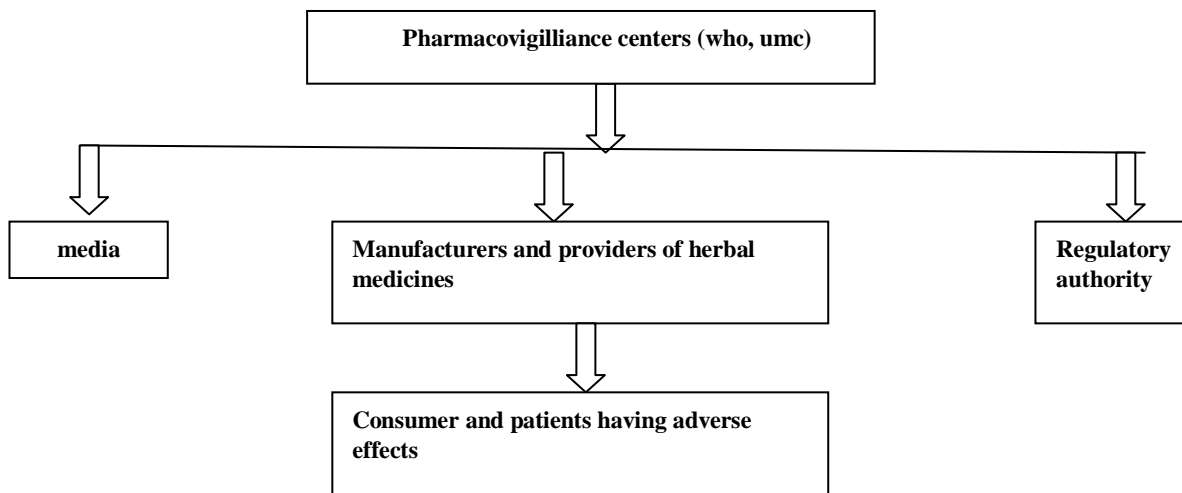 Pharmacovigilliance centers (who, umc)
media
Manufacturers and providers of herbal
medicines
Regulatory
authority
Consumer and patients having adverse
effects